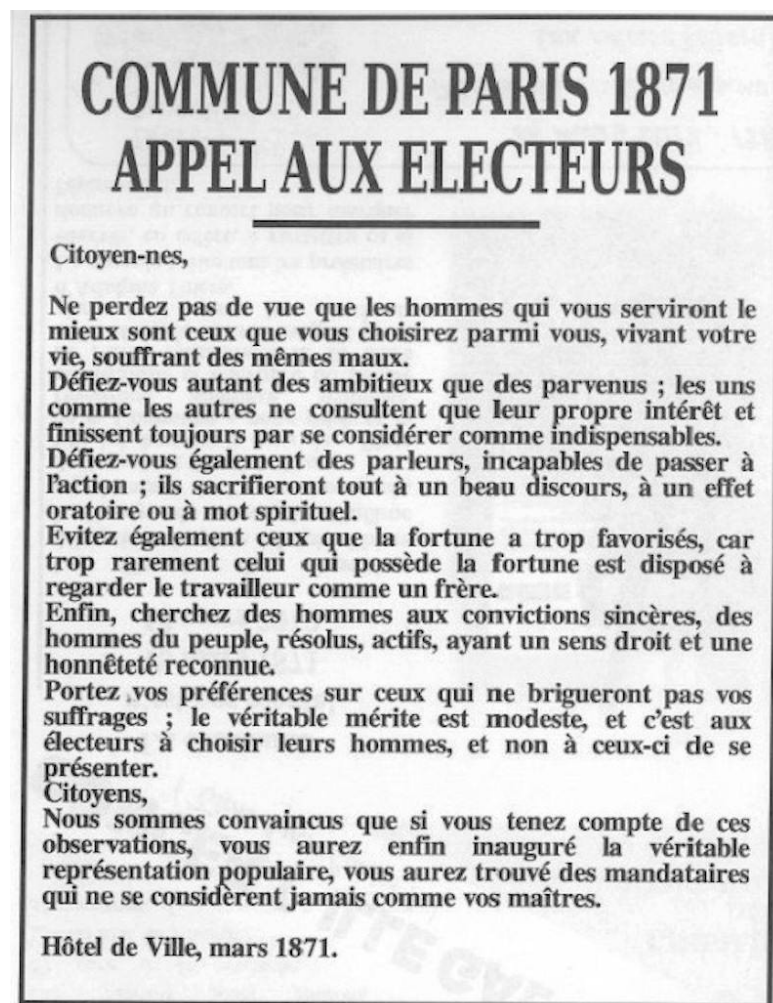 COMMUNE DE PARIS 1871
APPEL AUX ELECTEURS
Citoyen-nes,
Ne perdez pas de vue que les hommes qui vous serviront le
mieux sont ceux que vous choisirez parmi vous, vivant votre
vie, souffrant des mêmes maux.
Défiez-vous autant des ambitieux que des parvenus ; les uns
comme les autres ne consultent que leur propre intérêt et
finissent toujours par se considérer comme indispensables.
Défiez-vous également des parleurs, incapables de passer à
l'action ; ils sacrifieront tout à un beau discours, à un effet
oratoire ou à mot spirituel.
Evitez également ceux que la fortune a trop favorisés, car
trop rarement celui qui possède la fortune est disposé à
regarder le travailleur comme un frère.
Enfin, cherchez des hommes aux convictions sincères, des
hommes du peuple, résolus, actifs, ayant un sens droit et une
honnêteté reconnue.
Portez vos préférences sur ceux qui ne brigueront pas vos
suffrages ; le véritable mérite est modeste, et c'est aux
électeurs à choisir leurs hommes, et non à ceux-ci de se
présenter.
Citoyens,
Nous sommes convaincus que si vous tenez compte de ces
observations, vous aurez enfin inauguré la véritable
représentation populaire, vous aurez trouvé des mandataires
qui ne se considèrent jamais comme vos maîtres.
Hôtel de Ville, mars 1871.